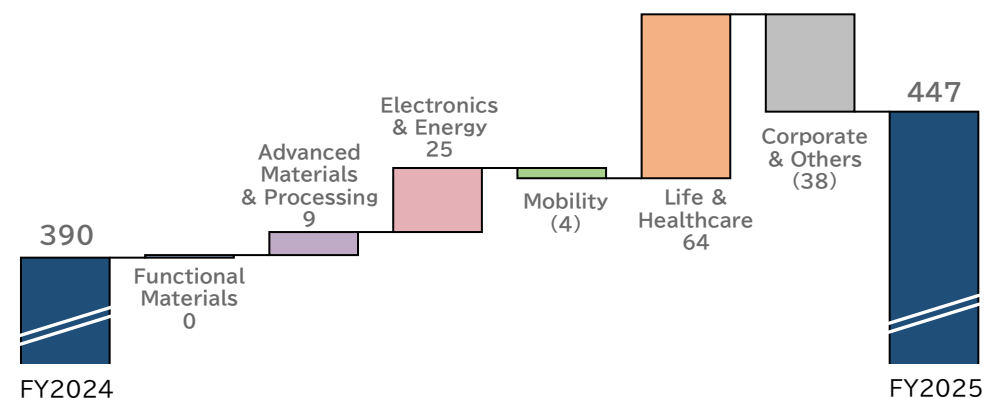 390
FY2024
Functional
Materials
0
Advanced
Materials
& Processing
9
Electronics
& Energy
25
Mobility
(4)
Life &
Healthcare
64
Corporate
& Others
(38)
447
FY2025